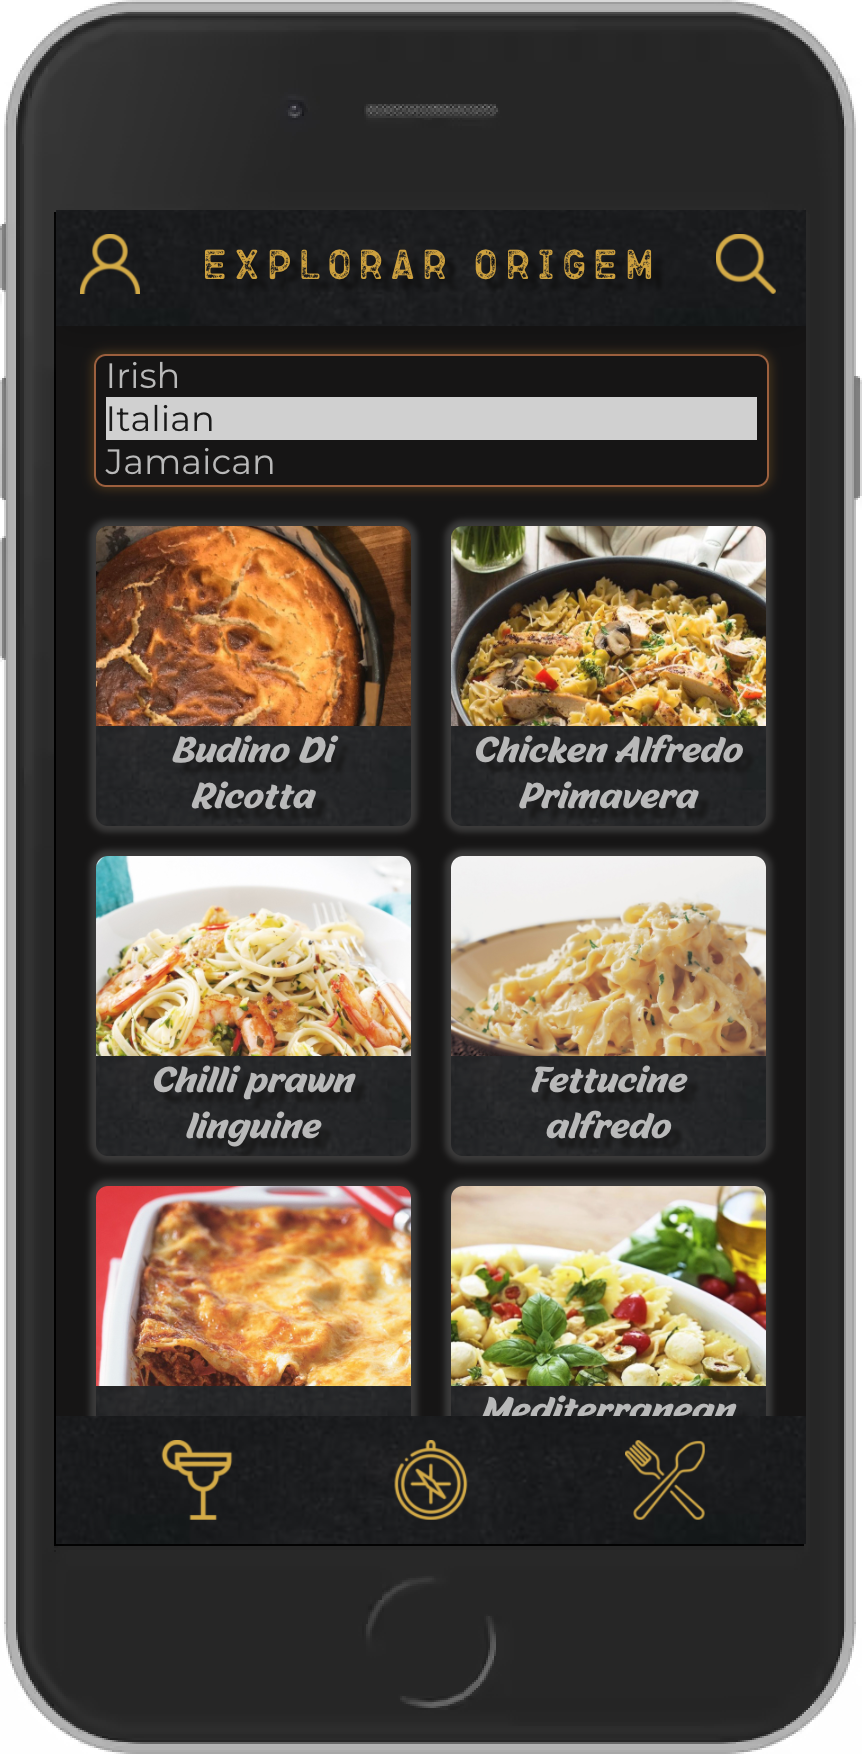 EXPLORAR ORIGEM
Irish
Italian
Jamaican
Budino Di
Ricotta
Chicken Alfredo
Primavera
Chilli prawn
linguine
Fettucine
alfredo
Mediterranean